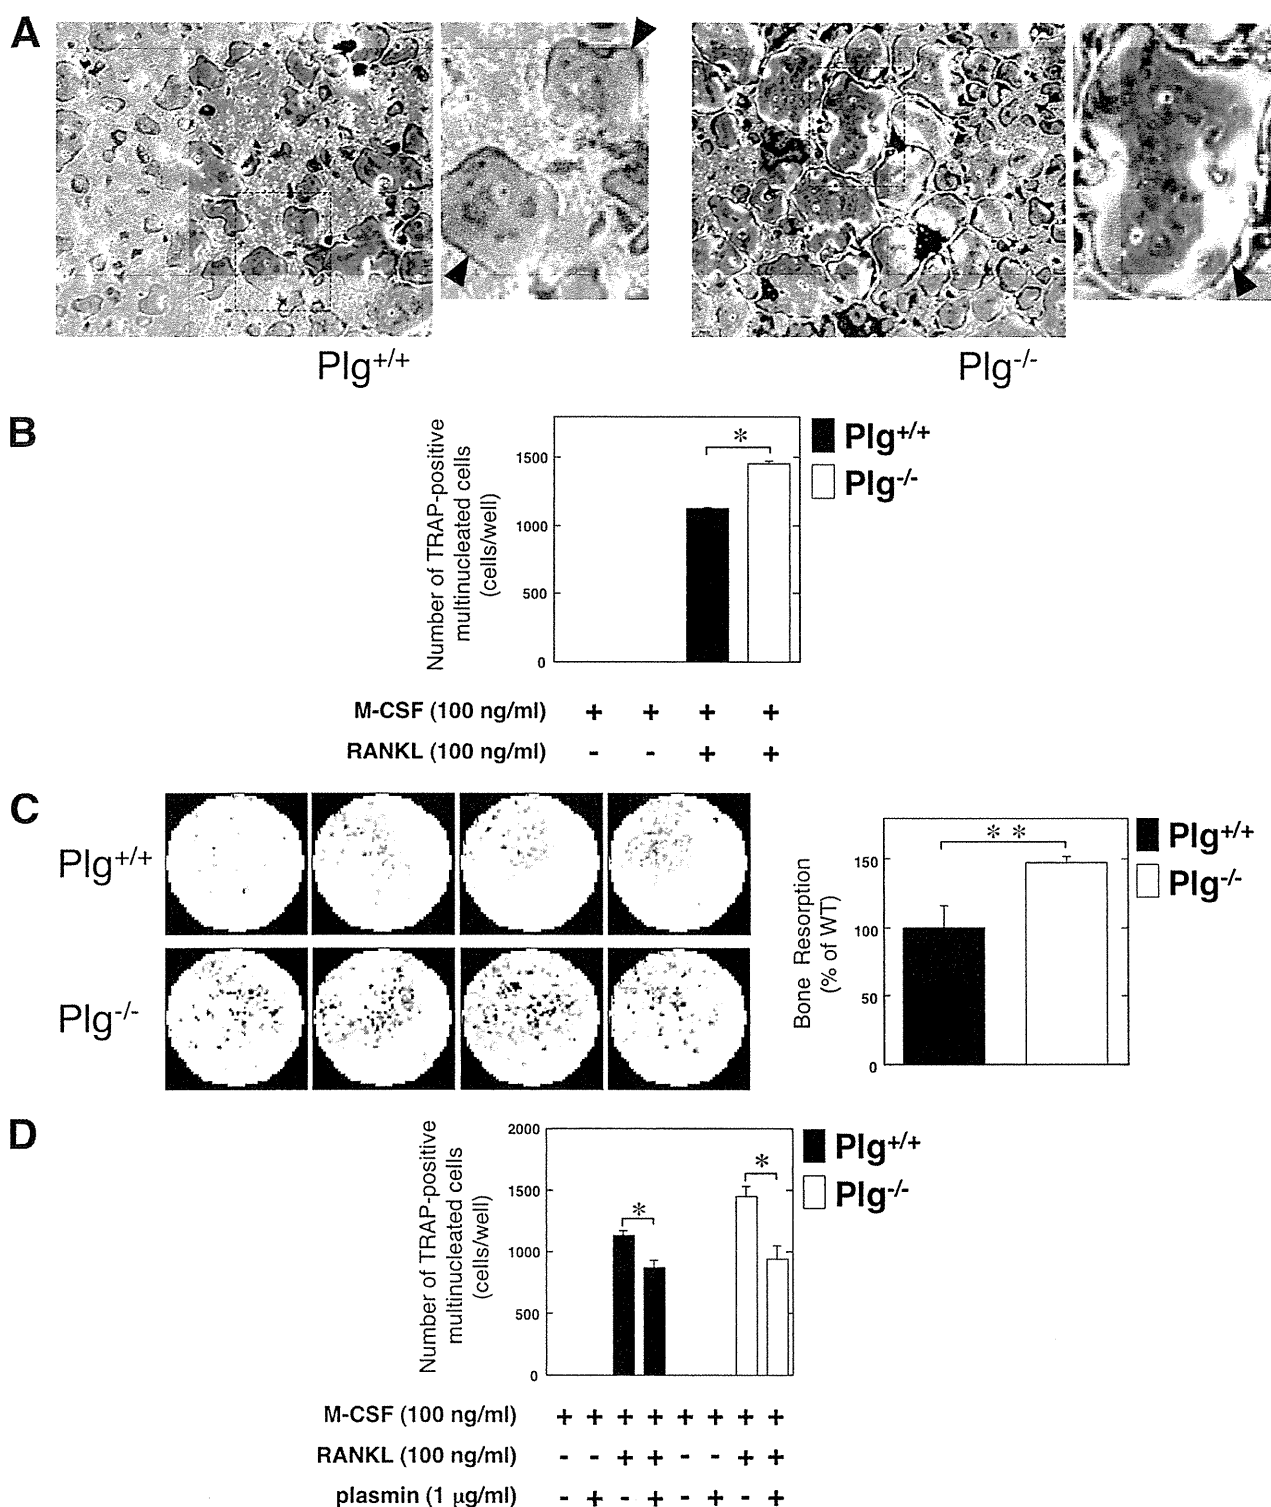 A
Plg+/+
Plg-/-
B
Number of TRAP-positive
multinucleated cells
(cells/well)
1500
1000
500
0
*
Plg+/+
Plg-/-
M-CSF (100 ng/ml) + + + +
RANKL (100 ng/ml) - - + +
C
Plg+/+
Plg-/-
Bone Resorption
(% of WT)
150
100
50
0
* *
Plg+/+
Plg-/-
D
Number of TRAP-positive
multinucleated cells
(cells/well)
2000
1500
1000
500
0
*
*
Plg+/+
Plg-/-
M-CSF (100 ng/ml) + + + + + + + +
RANKL (100 ng/ml) - - + + - - + +
plasmin (1 μg/ml) - + - + - + - +